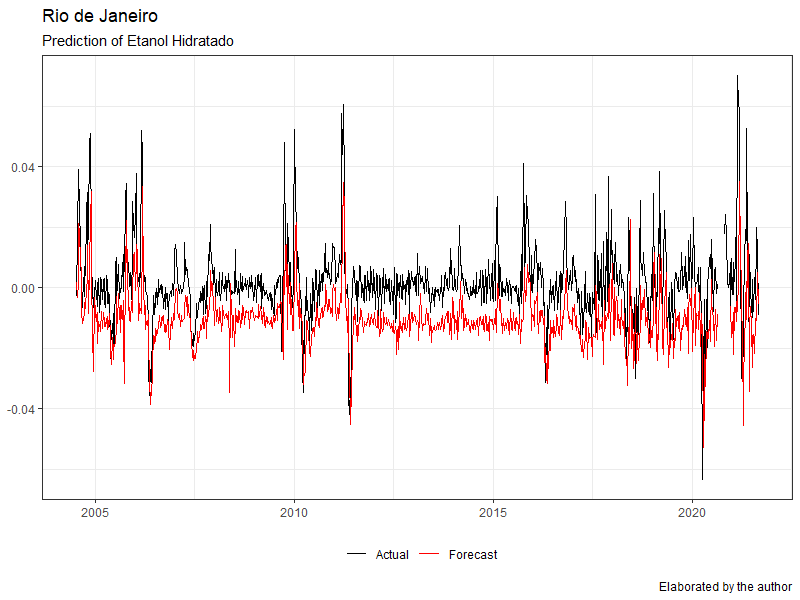 Rio de Janeiro
Prediction of Etanol Hidratado
0.04
0.00
-0.04
2005 2010 2015 2020
Actual Forecast
Elaborated by the author